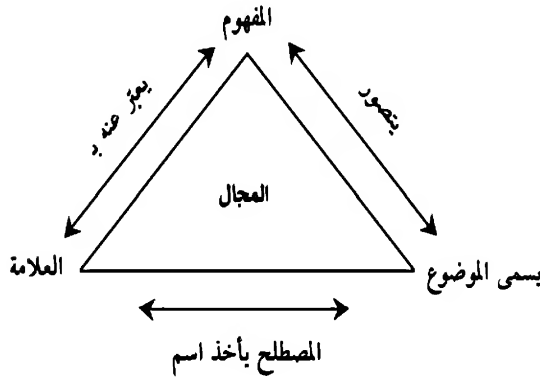 المفهوم
يعبّر عنه بـ
يتصور
المجال
العلامة
يسمى الموضوع
المصطلح يأخذ اسم